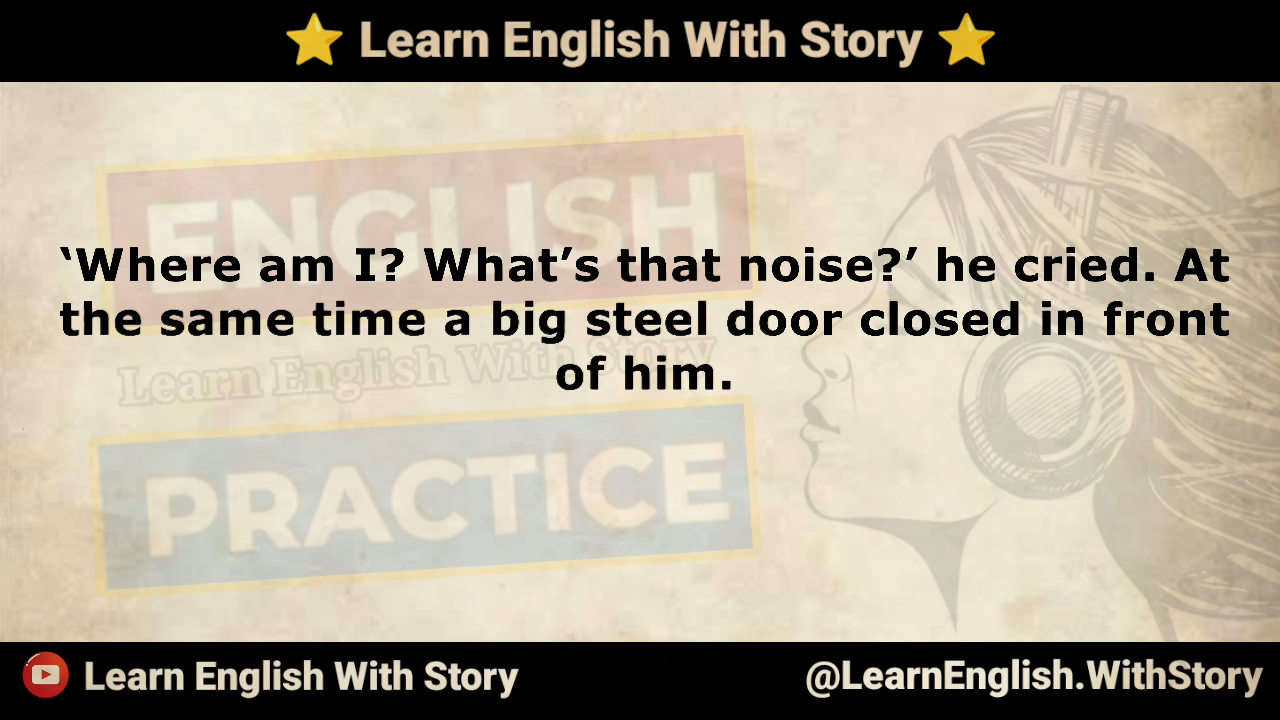 ⭐ Learn English With Story ⭐
ENGLISH
‘Where am I? What’s that noise?’ he cried. At
the same time a big steel door closed in front
of him.
Learn English With Story
PRACTICE
Learn English With Story
@LearnEnglish.WithStory